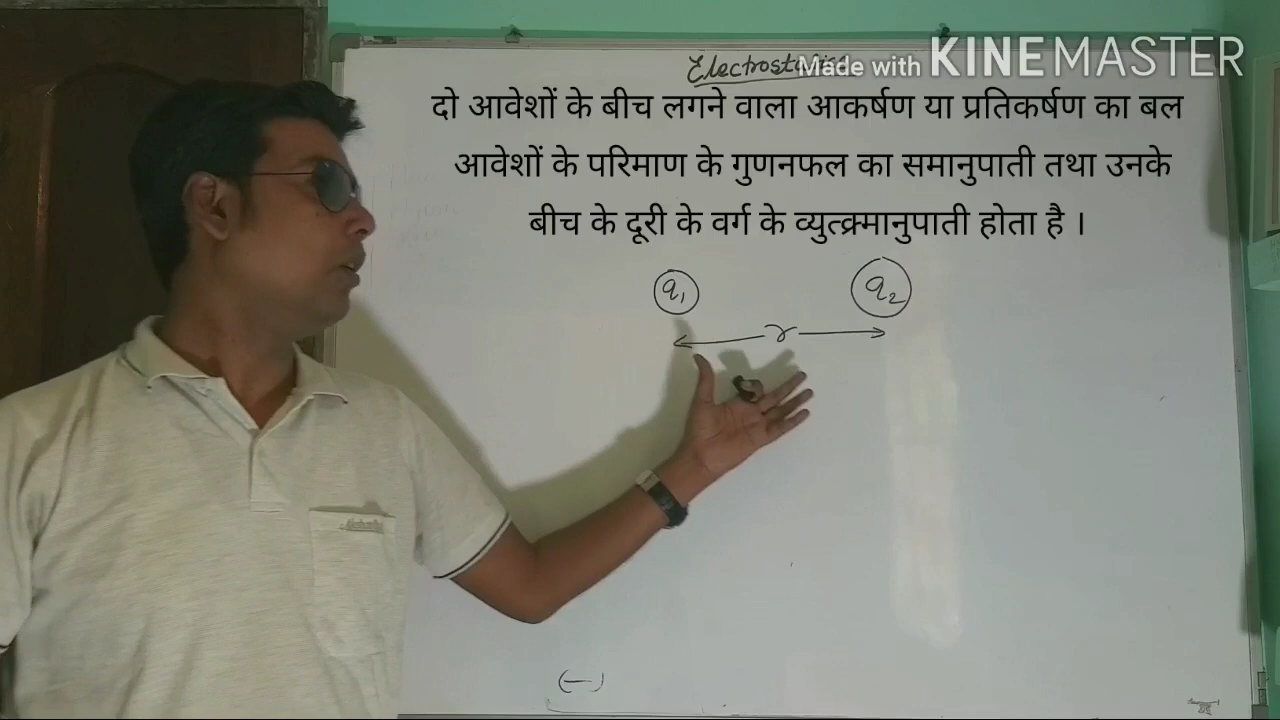 Electrostatics
Made with KINEMASTER
दो आवेशों के बीच लगने वाला आकर्षण या प्रतिकर्षण का बल
आवेशों के परिमाण के गुणनफल का समानुपाती तथा उनके
बीच के दूरी के वर्ग के व्युत्क्र्मानुपाती होता है ।
q₁ q₂
r
(−)